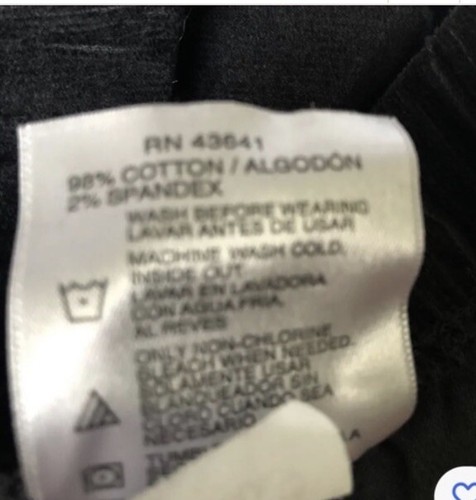 RN 43641
98% COTTON / ALGODÓN
2% SPANDEX
WASH BEFORE WEARING
LAVAR ANTES DE USAR
MACHINE WASH COLD,
INSIDE OUT
LAVAR EN LAVADORA
CON AGUA FRIA,
AL REVES
ONLY NON-CHLORINE
BLEACH WHEN NEEDED.
SOLAMENTE USAR
BLANQUEADOR SIN
CLORO CUANDO SEA
NECESARIO